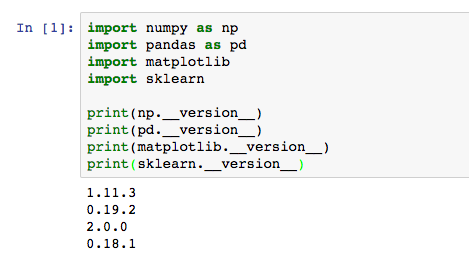 In [1]: import numpy as np
import pandas as pd
import matplotlib
import sklearn
print(np.__version__)
print(pd.__version__)
print(matplotlib.__version__)
print(sklearn.__version__)
1.11.3
0.19.2
2.0.0
0.18.1